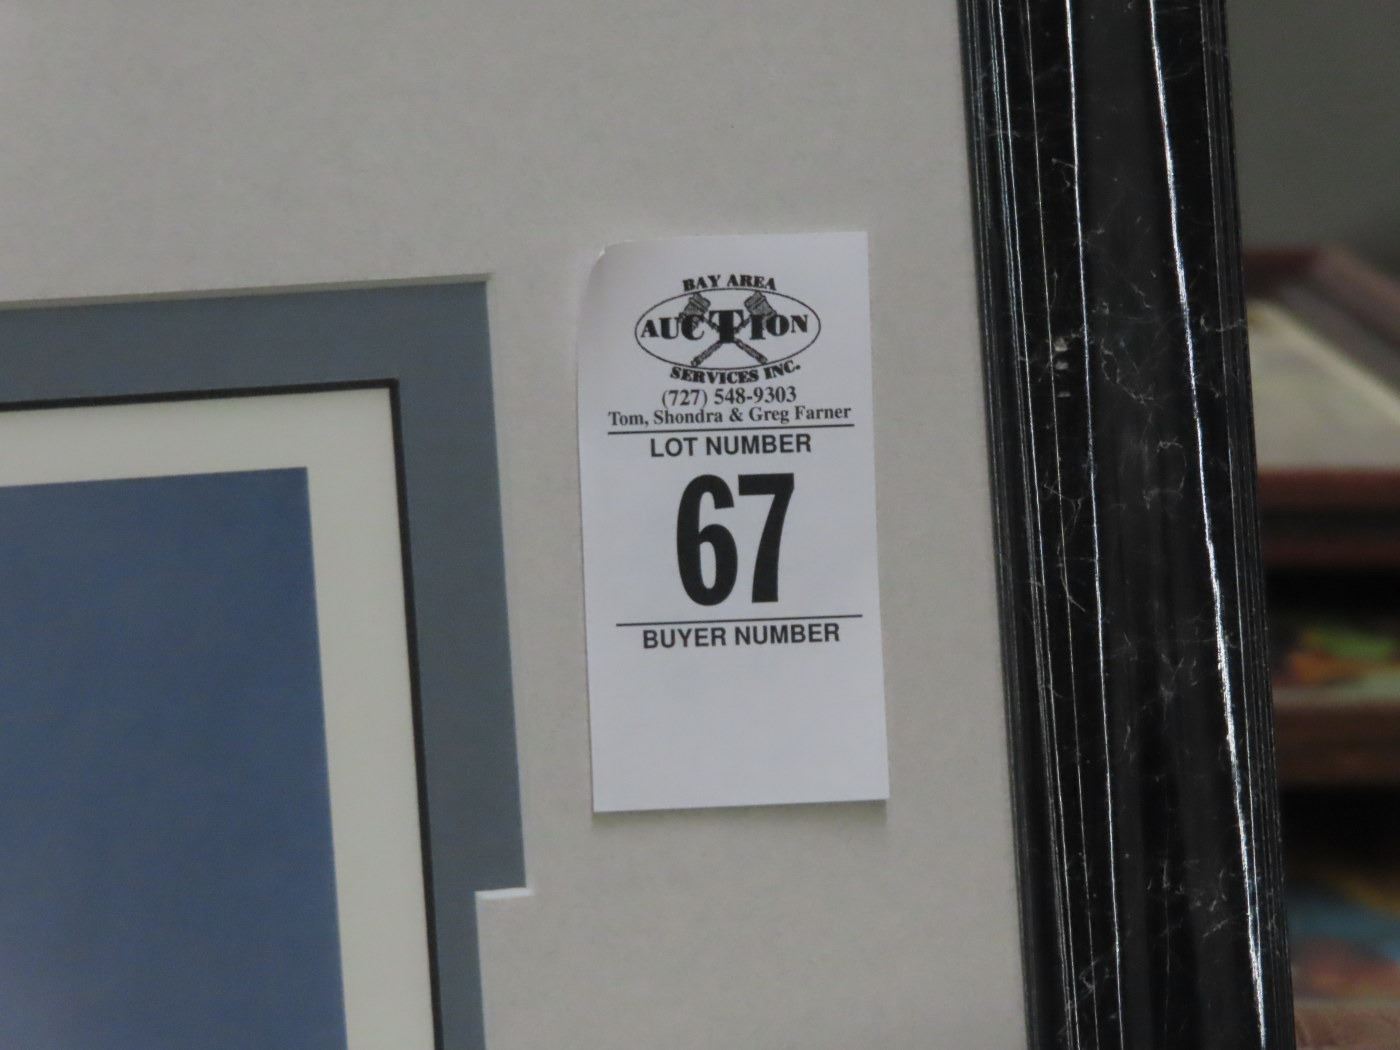 BAY AREA
AUCTION
SERVICES INC.
(727) 548-9303
Tom, Shondra & Greg Farner
LOT NUMBER
67
BUYER NUMBER